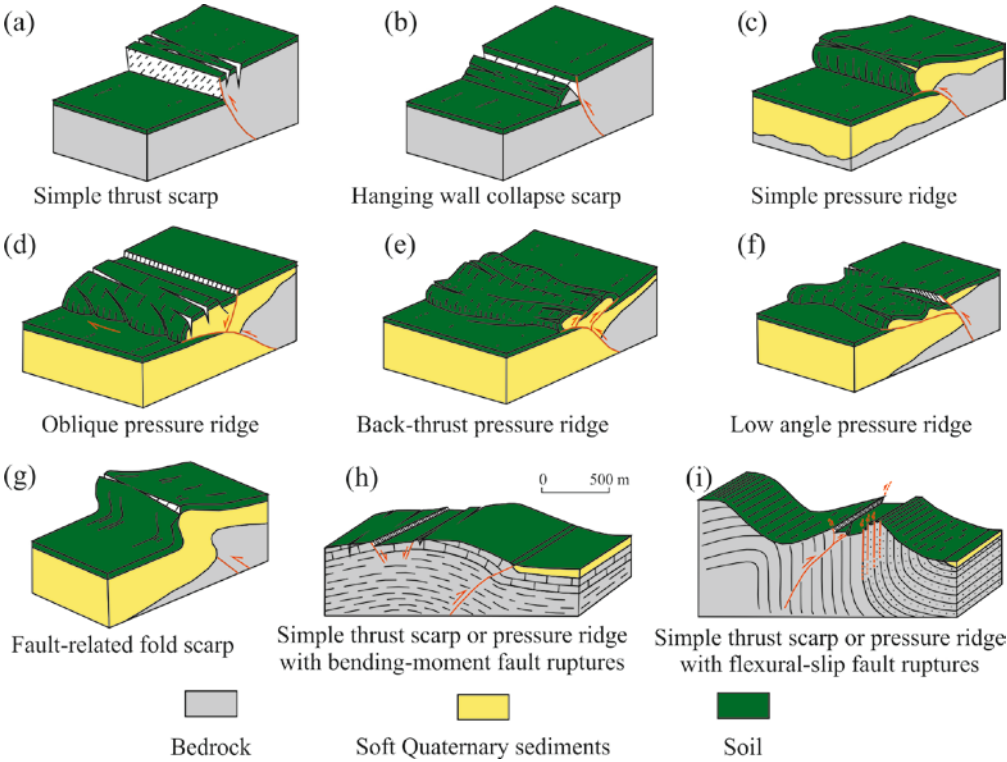 (a)
(b)
(c)
Simple thrust scarp
Hanging wall collapse scarp
Simple pressure ridge
(d)
(e)
(f)
Oblique pressure ridge
Back-thrust pressure ridge
Low angle pressure ridge
(g)
(h)
0 500 m
(i)
Fault-related fold scarp
Simple thrust scarp or pressure ridge
with bending-moment fault ruptures
Simple thrust scarp or pressure ridge
with flexural-slip fault ruptures
Bedrock
Soft Quaternary sediments
Soil